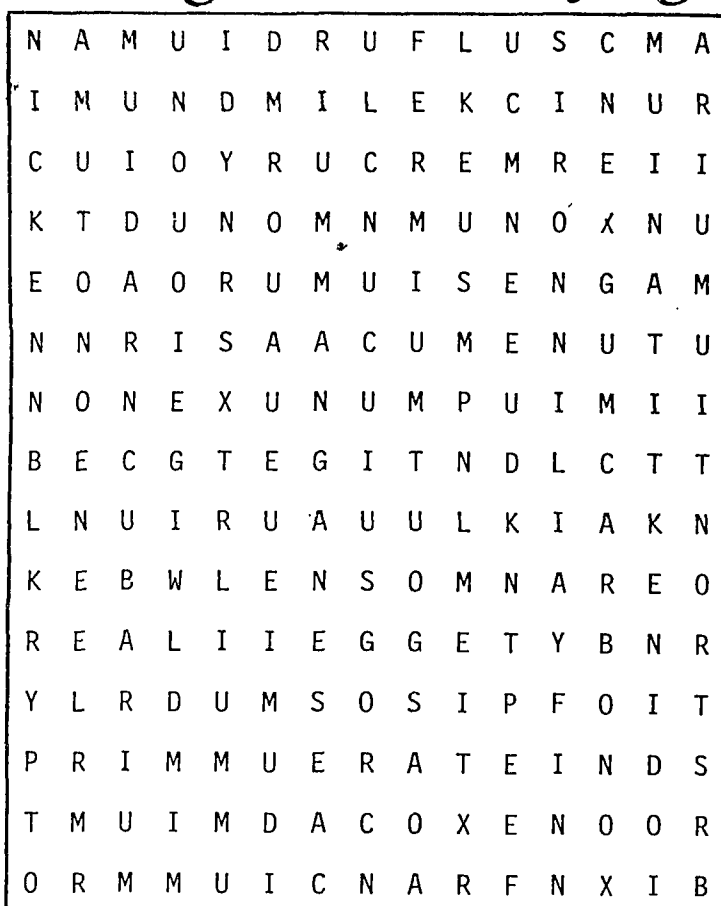 N A M U I D R U F L U S C M A
I M U N D M I L E K C I N U R
C U I O Y R U C R E M R E I I
K T D U N O M N M U N O X N U
E O A O R U M U I S E N G A M
N N R I S A A C U M E N U T U
N O N E X U N U M P U I M I I
B E C G T E G I T N D L C T T
L N U I R U A U U L K I A K N
K E B W L E N S O M N A R E O
R E A L I I E G G E T Y B N R
Y L R D U M S O S I P F O I T
P R I M M U E R A T E I N D S
T M U I M D A C O X E N O O R
O R M M U I C N A R F N X I B